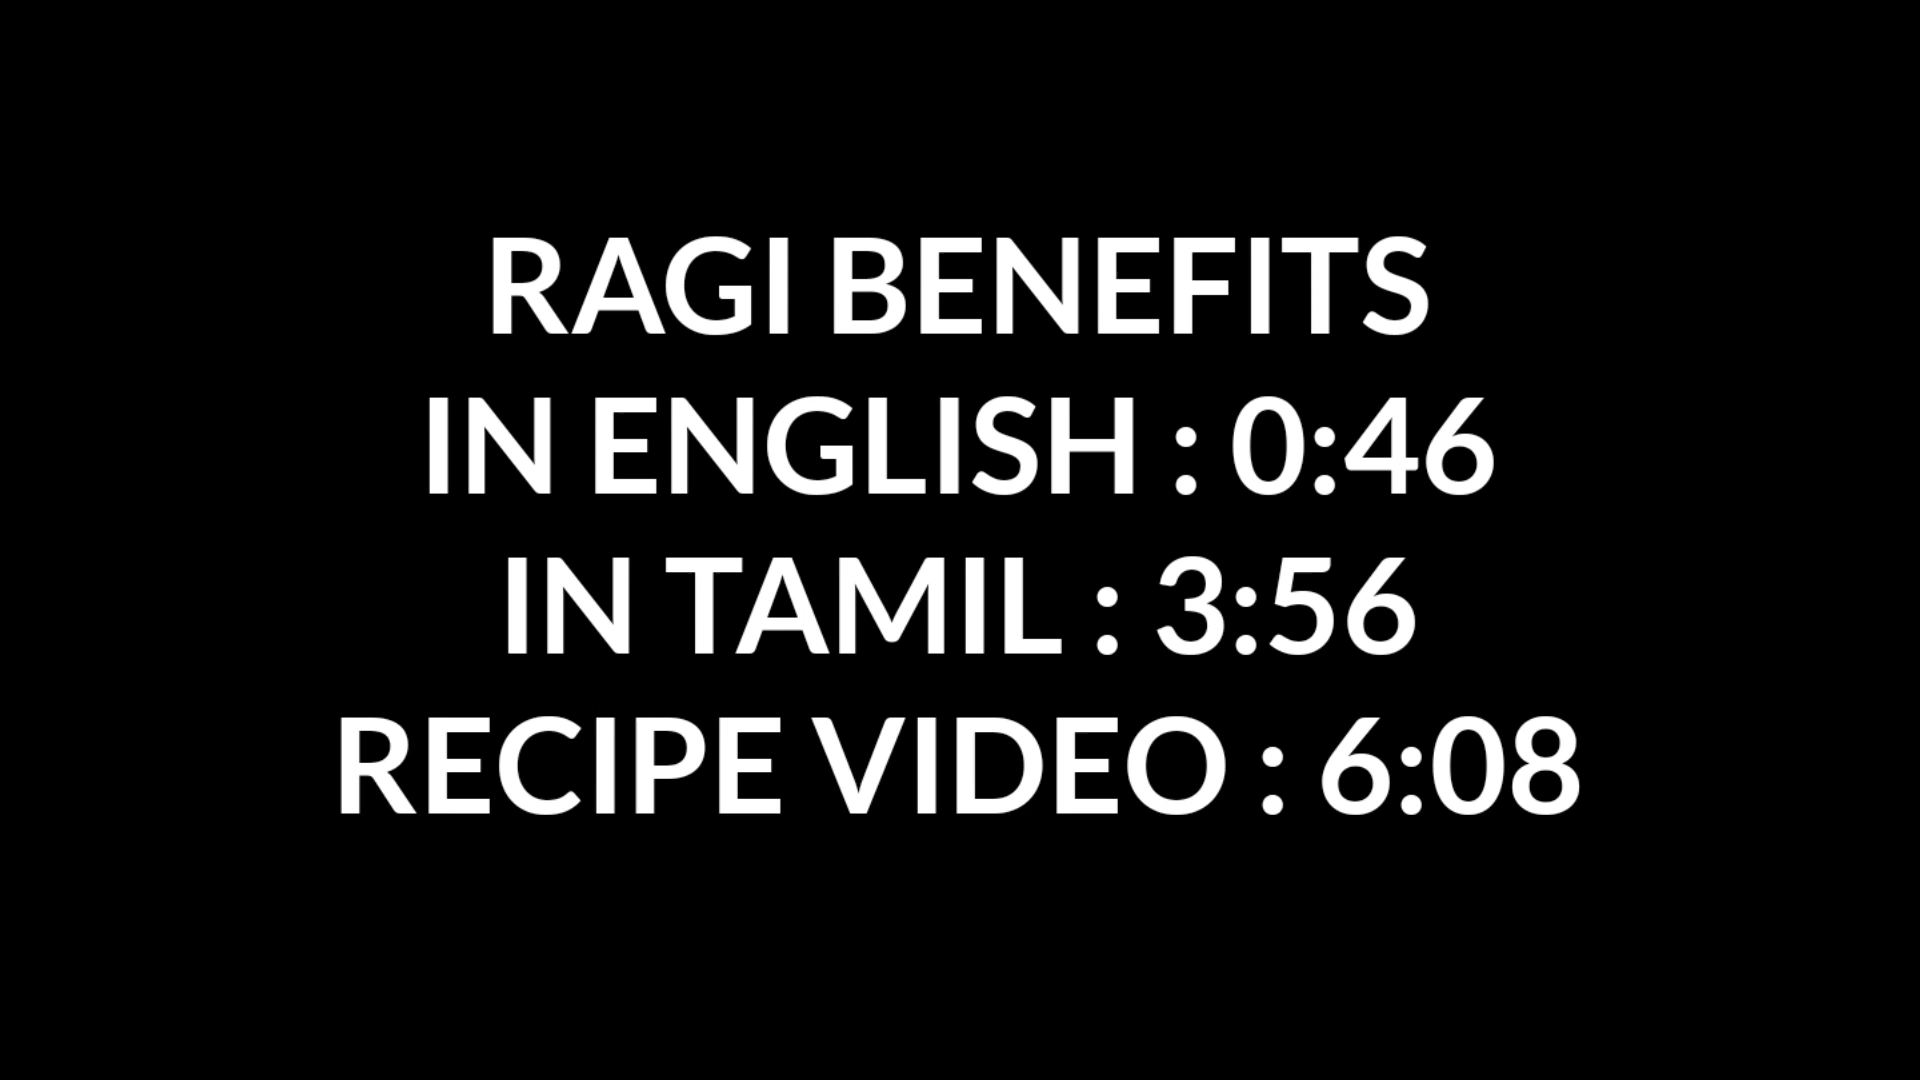 RAGI BENEFITS
IN ENGLISH : 0:46
IN TAMIL : 3:56
RECIPE VIDEO : 6:08